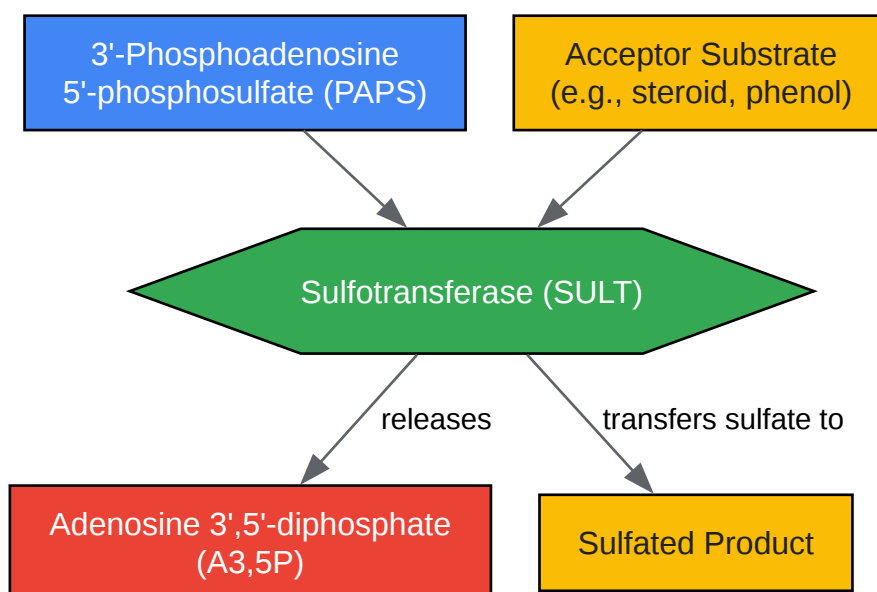 3'-Phosphoadenosine
5'-phosphosulfate (PAPS)
Acceptor Substrate
(e.g., steroid, phenol)
Sulfotransferase (SULT)
releases
transfers sulfate to
Adenosine 3',5'-diphosphate
(A3,5P)
Sulfated Product